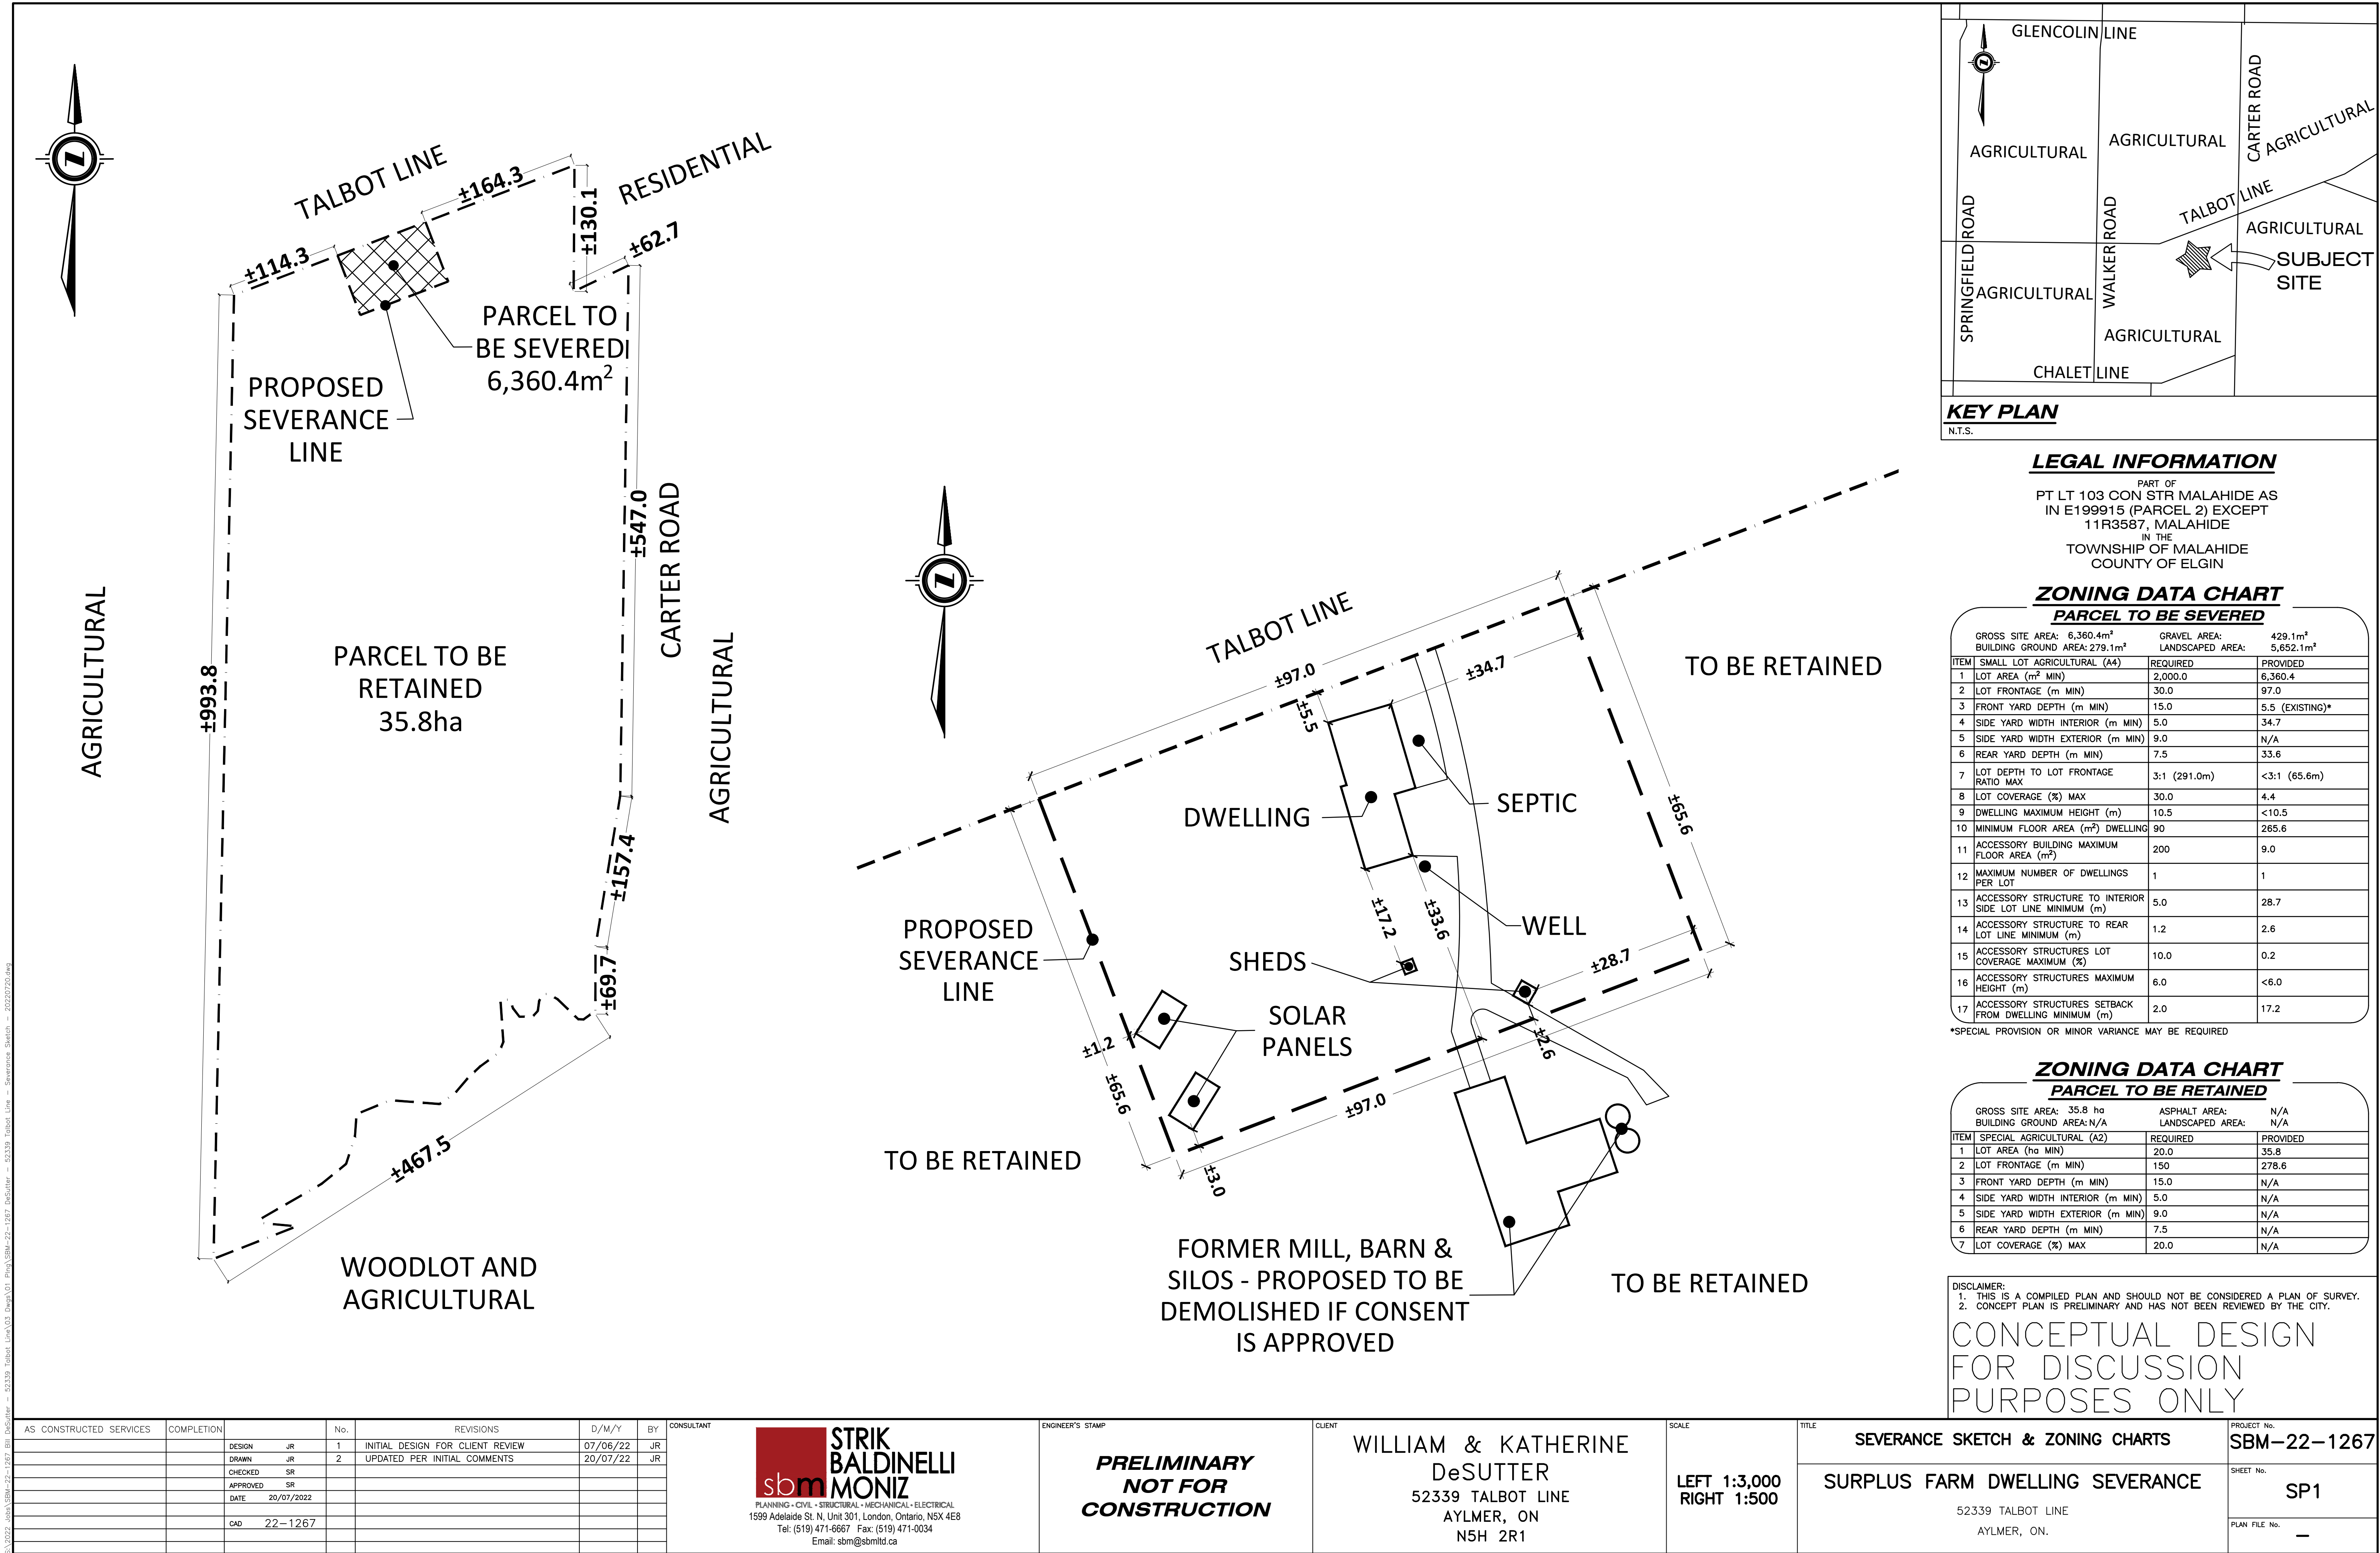 TALBOT LINE
±164.3
±130.1
RESIDENTIAL
±62.7
±114.3
PARCEL TO
BE SEVERED
6,360.4m²
PROPOSED
SEVERANCE
LINE
±993.8
±547.0
CARTER ROAD
AGRICULTURAL
AGRICULTURAL
PARCEL TO BE
RETAINED
35.8ha
±157.4
±69.7
±467.5
WOODLOT AND
AGRICULTURAL
Z
Z
TALBOT LINE
±97.0
±34.7
±5.5
TO BE RETAINED
DWELLING
SEPTIC
±65.6
PROPOSED
SEVERANCE
LINE
±17.2
±33.6
WELL
SHEDS
±28.7
SOLAR
PANELS
±1.2
±2.6
±65.6
±97.0
TO BE RETAINED
±3.0
FORMER MILL, BARN &
SILOS - PROPOSED TO BE
DEMOLISHED IF CONSENT
IS APPROVED
TO BE RETAINED
GLENCOLIN LINE
Z
CARTER ROAD
AGRICULTURAL
AGRICULTURAL
AGRICULTURAL
TALBOT LINE
SPRINGFIELD ROAD
WALKER ROAD
AGRICULTURAL
SUBJECT
SITE
AGRICULTURAL
AGRICULTURAL
CHALET LINE
KEY PLAN
N.T.S.
LEGAL INFORMATION
PART OF
PT LT 103 CON STR MALAHIDE AS
IN E199915 (PARCEL 2) EXCEPT
11R3587, MALAHIDE
IN THE
TOWNSHIP OF MALAHIDE
COUNTY OF ELGIN
ZONING DATA CHART
PARCEL TO BE SEVERED
GROSS SITE AREA: 6,360.4m² GRAVEL AREA: 429.1m²
BUILDING GROUND AREA: 279.1m² LANDSCAPED AREA: 5,652.1m²
ITEM SMALL LOT AGRICULTURAL (A4) REQUIRED PROVIDED
1 LOT AREA (m² MIN) 2,000.0 6,360.4
2 LOT FRONTAGE (m MIN) 30.0 97.0
3 FRONT YARD DEPTH (m MIN) 15.0 5.5 (EXISTING)*
4 SIDE YARD WIDTH INTERIOR (m MIN) 5.0 34.7
5 SIDE YARD WIDTH EXTERIOR (m MIN) 9.0 N/A
6 REAR YARD DEPTH (m MIN) 7.5 33.6
7 LOT DEPTH TO LOT FRONTAGE
RATIO MAX 3:1 (291.0m) <3:1 (65.6m)
8 LOT COVERAGE (%) MAX 30.0 4.4
9 DWELLING MAXIMUM HEIGHT (m) 10.5 <10.5
10 MINIMUM FLOOR AREA (m²) DWELLING 90 265.6
11 ACCESSORY BUILDING MAXIMUM
FLOOR AREA (m²) 200 9.0
12 MAXIMUM NUMBER OF DWELLINGS
PER LOT 1 1
13 ACCESSORY STRUCTURE TO INTERIOR
SIDE LOT LINE MINIMUM (m) 5.0 28.7
14 ACCESSORY STRUCTURE TO REAR
LOT LINE MINIMUM (m) 1.2 2.6
15 ACCESSORY STRUCTURES LOT
COVERAGE MAXIMUM (%) 10.0 0.2
16 ACCESSORY STRUCTURES MAXIMUM
HEIGHT (m) 6.0 <6.0
17 ACCESSORY STRUCTURES SETBACK
FROM DWELLING MINIMUM (m) 2.0 17.2
*SPECIAL PROVISION OR MINOR VARIANCE MAY BE REQUIRED
ZONING DATA CHART
PARCEL TO BE RETAINED
GROSS SITE AREA: 35.8 ha ASPHALT AREA: N/A
BUILDING GROUND AREA: N/A LANDSCAPED AREA: N/A
ITEM SPECIAL AGRICULTURAL (A2) REQUIRED PROVIDED
1 LOT AREA (ha MIN) 20.0 35.8
2 LOT FRONTAGE (m MIN) 150 278.6
3 FRONT YARD DEPTH (m MIN) 15.0 N/A
4 SIDE YARD WIDTH INTERIOR (m MIN) 5.0 N/A
5 SIDE YARD WIDTH EXTERIOR (m MIN) 9.0 N/A
6 REAR YARD DEPTH (m MIN) 7.5 N/A
7 LOT COVERAGE (%) MAX 20.0 N/A
DISCLAIMER:
1. THIS IS A COMPILED PLAN AND SHOULD NOT BE CONSIDERED A PLAN OF SURVEY.
2. CONCEPT PLAN IS PRELIMINARY AND HAS NOT BEEN REVIEWED BY THE CITY.
CONCEPTUAL DESIGN
FOR DISCUSSION
PURPOSES ONLY
AS CONSTRUCTED SERVICES COMPLETION No. REVISIONS D/M/Y BY
DESIGN JR 1 INITIAL DESIGN FOR CLIENT REVIEW 07/06/22 JR
DRAWN JR 2 UPDATED PER INITIAL COMMENTS 20/07/22 JR
CHECKED SR
APPROVED SR
DATE 20/07/2022
CAD 22-1267
CONSULTANT
sbm
STRIK
BALDINELLI
MONIZ
PLANNING • CIVIL • STRUCTURAL • MECHANICAL • ELECTRICAL
1599 Adelaide St. N, Unit 301, London, Ontario, N5X 4E8
Tel: (519) 471-6667 Fax: (519) 471-0034
Email: sbm@sbmltd.ca
ENGINEER'S STAMP
PRELIMINARY
NOT FOR
CONSTRUCTION
CLIENT
WILLIAM & KATHERINE
DeSUTTER
52339 TALBOT LINE
AYLMER, ON
N5H 2R1
SCALE
LEFT 1:3,000
RIGHT 1:500
TITLE
SEVERANCE SKETCH & ZONING CHARTS
SURPLUS FARM DWELLING SEVERANCE
52339 TALBOT LINE
AYLMER, ON.
PROJECT No.
SBM-22-1267
SHEET No.
SP1
PLAN FILE No.
–
2022 Jobs\SBM-22-1267 Bill DeSutter - 52339 Talbot Line\03 Dwgs\01 Plng\SBM-22-1267 DeSutter - 52339 Talbot Line - Severance Sketch - 20220720.dwg